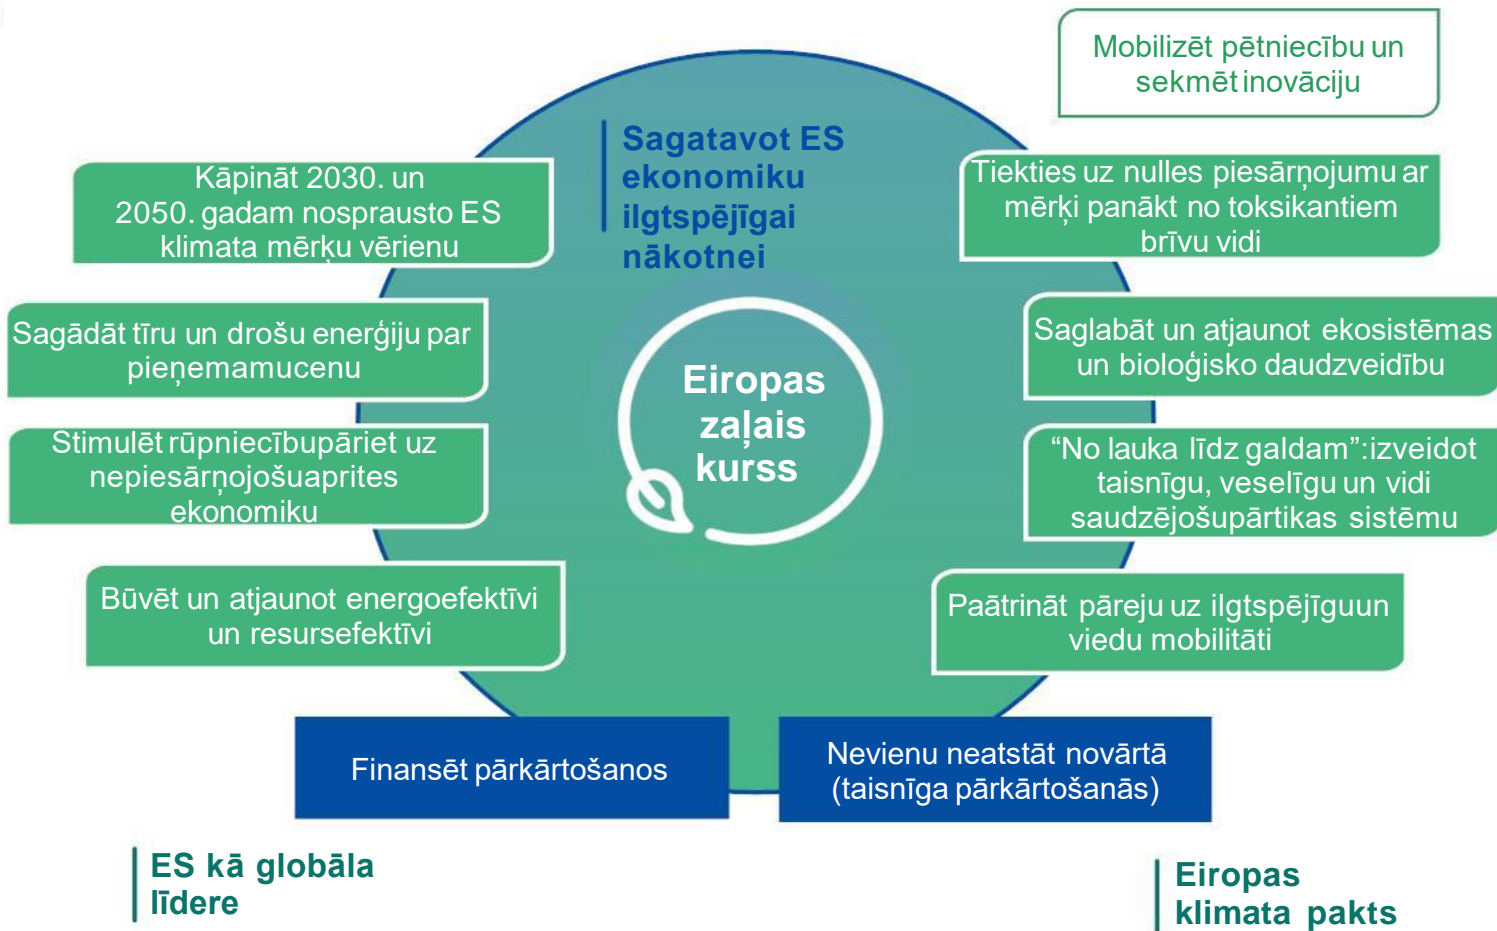 Mobilizēt pētniecību un
sekmēt inovāciju
Sagatavot ES
ekonomiku
ilgtspējīgai
nākotnei
Kāpināt 2030. un
2050. gadam nosprausto ES
klimata mērķu vērienu
Tiekties uz nulles piesārņojumu ar
mērķi panākt no toksikantiem
brīvu vidi
Sagādāt tīru un drošu enerģiju par
pieņemamucenu
Saglabāt un atjaunot ekosistēmas
un bioloģisko daudzveidību
Eiropas
zaļais
kurss
Stimulēt rūpniecībupāriet uz
nepiesārņojošuaprites
ekonomiku
“No lauka līdz galdam”:izveidot
taisnīgu, veselīgu un vidi
saudzējošupārtikas sistēmu
Būvēt un atjaunot energoefektīvi
un resursefektīvi
Paātrināt pāreju uz ilgtspējīguun
viedu mobilitāti
Finansēt pārkārtošanos
Nevienu neatstāt novārtā
(taisnīga pārkārtošanās)
ES kā globāla
līdere
Eiropas
klimata pakts